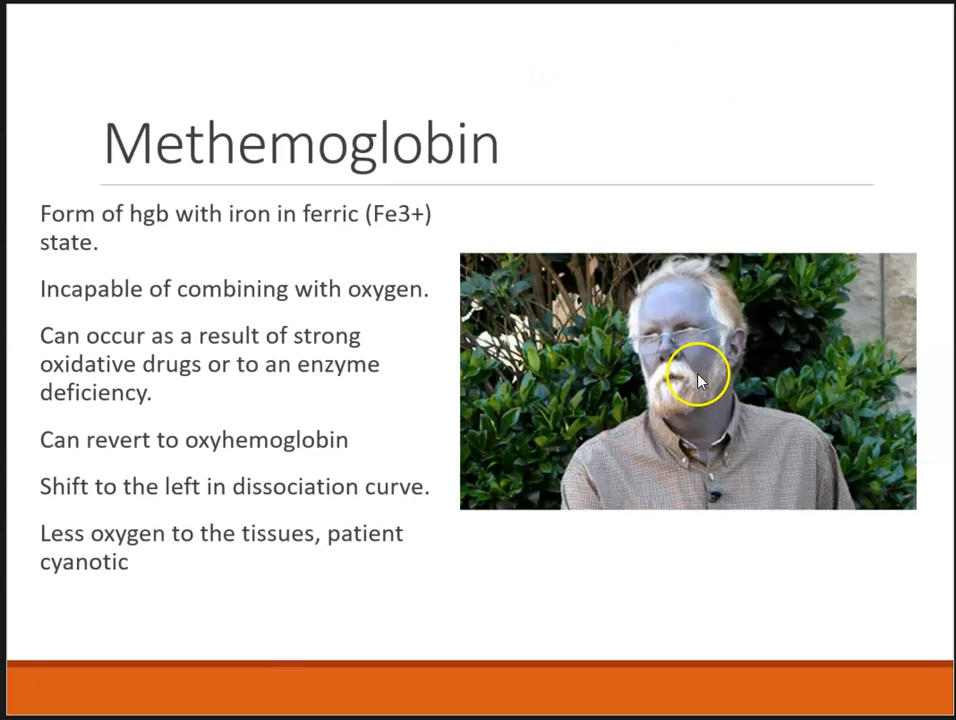 Methemoglobin
Form of hgb with iron in ferric (Fe3+)
state.
Incapable of combining with oxygen.
Can occur as a result of strong
oxidative drugs or to an enzyme
deficiency.
Can revert to oxyhemoglobin
Shift to the left in dissociation curve.
Less oxygen to the tissues, patient
cyanotic